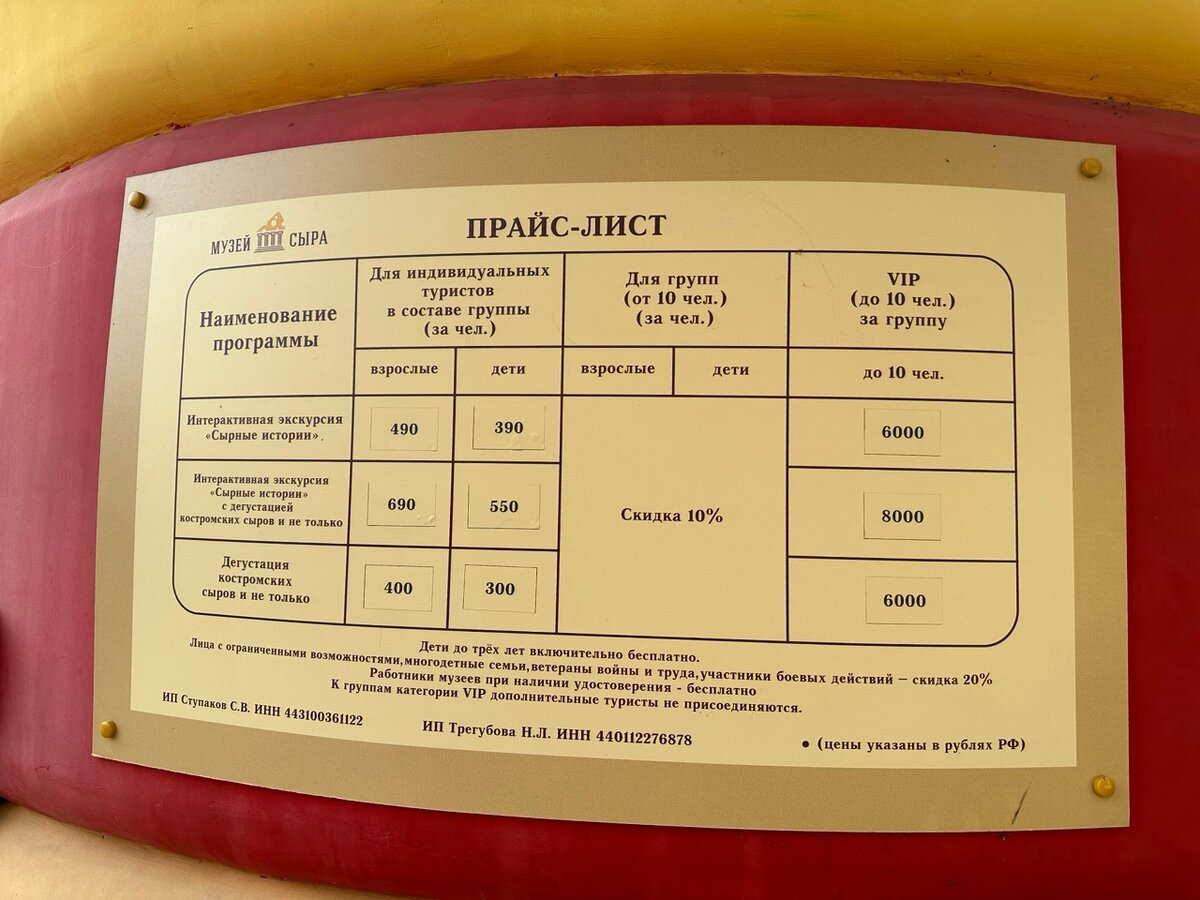 МУЗЕЙ СЫРА
ПРАЙС-ЛИСТ
Наименование
программы
Для индивидуальных
туристов
в составе группы
(за чел.)
Для групп
(от 10 чел.)
(за чел.)
VIP
(до 10 чел.)
за группу
взрослые
дети
взрослые
дети
до 10 чел.
Интерактивная экскурсия
«Сырные истории».
490
390
6000
Интерактивная экскурсия
«Сырные истории»
с дегустацией
костромских сыров и не только
690
550
Скидка 10%
8000
Дегустация
костромских
сыров и не только
400
300
6000
Дети до трёх лет включительно бесплатно.
Лица с ограниченными возможностями,многодетные семьи,ветераны войны и труда,участники боевых действий – скидка 20%
Работники музеев при наличии удостоверения - бесплатно
К группам категории VIP дополнительные туристы не присоединяются.
ИП Ступаков С.В. ИНН 443100361122
ИП Трегубова Н.Л. ИНН 440112276878
• (цены указаны в рублях РФ)